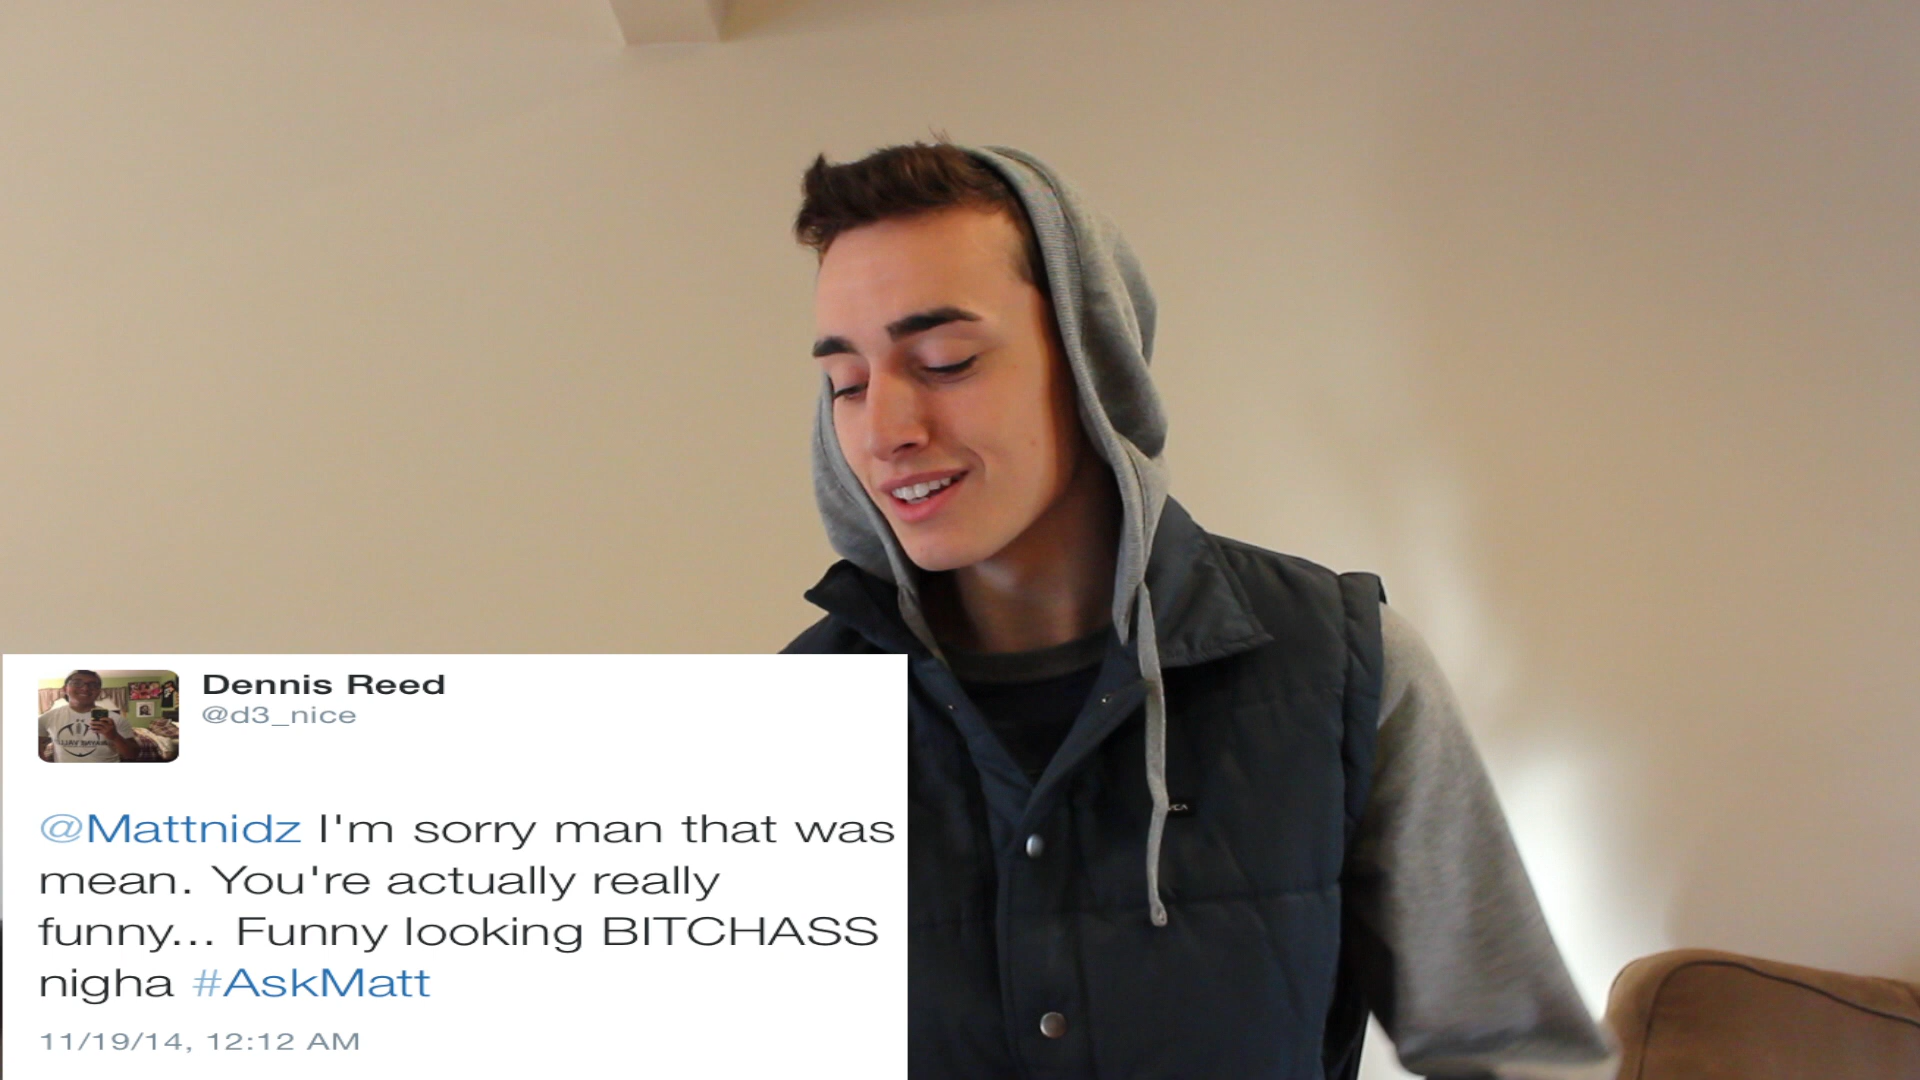 Dennis Reed
@d3_nice
@Mattnidz I'm sorry man that was
mean. You're actually really
funny... Funny looking BITCHASS
nigha #AskMatt
11/19/14, 12:12 AM